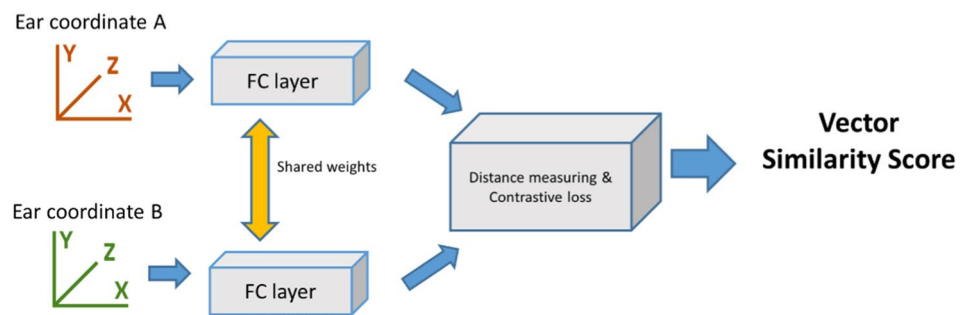 Ear coordinate A
Y
Z
X
FC layer
Shared weights
Ear coordinate B
Y
Z
X
FC layer
Distance measuring &
Contrastive loss
Vector
Similarity Score